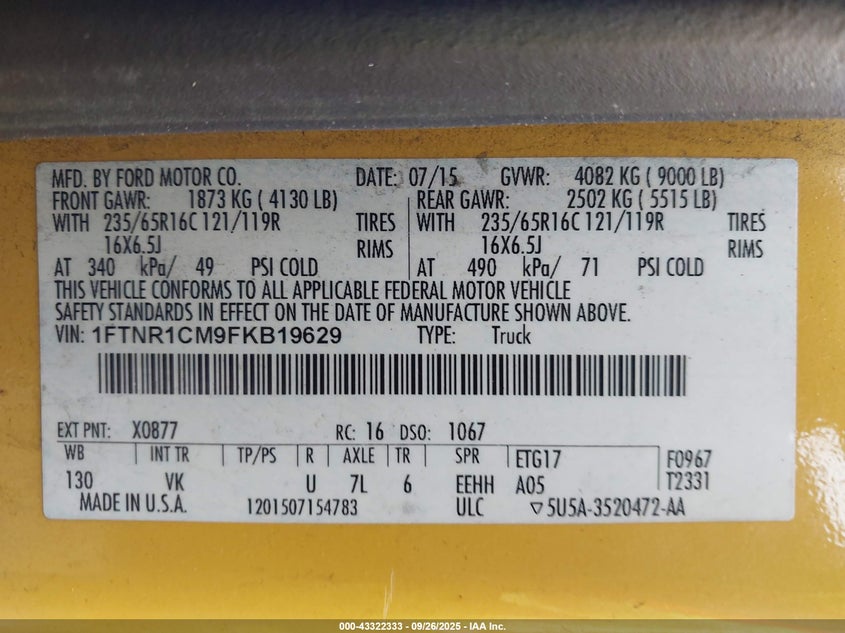 MFD. BY FORD MOTOR CO. DATE: 07/15 GVWR: 4082 KG ( 9000 LB)
FRONT GAWR: 1873 KG ( 4130 LB) REAR GAWR: 2502 KG ( 5515 LB)
WITH 235/65R16C 121/119R TIRES WITH 235/65R16C 121/119R TIRES
16X6.5J RIMS 16X6.5J RIMS
AT 340 kPa/ 49 PSI COLD AT 490 kPa/ 71 PSI COLD
THIS VEHICLE CONFORMS TO ALL APPLICABLE FEDERAL MOTOR VEHICLE
SAFETY STANDARDS IN EFFECT ON THE DATE OF MANUFACTURE SHOWN ABOVE.
VIN: 1FTNR1CM9FKB19629 TYPE: Truck
EXT PNT: X0877 RC: 16 DSO: 1067
WB INT TR TP/PS R AXLE TR SPR ETG17 F0967
130 VK U 7L 6 EEHH A05 T2331
MADE IN U.S.A. 1201507154783 ULC ▽5U5A-3520472-AA
000-43322333 - 09/26/2025 - IAA Inc.